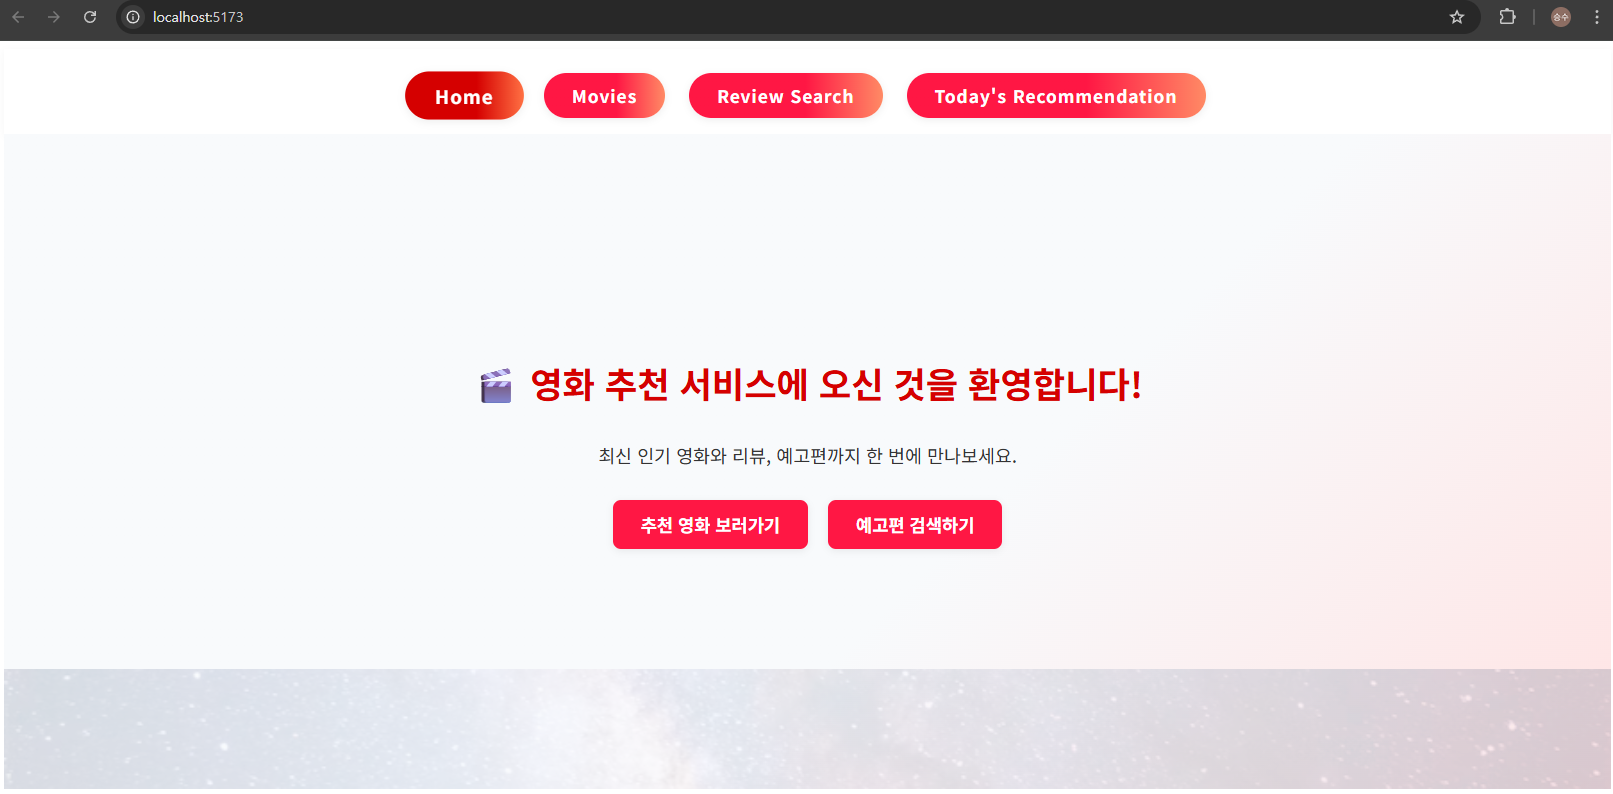 localhost:5173
승수
Home
Movies
Review Search
Today's Recommendation
영화 추천 서비스에 오신 것을 환영합니다!
최신 인기 영화와 리뷰, 예고편까지 한 번에 만나보세요.
추천 영화 보러가기
예고편 검색하기